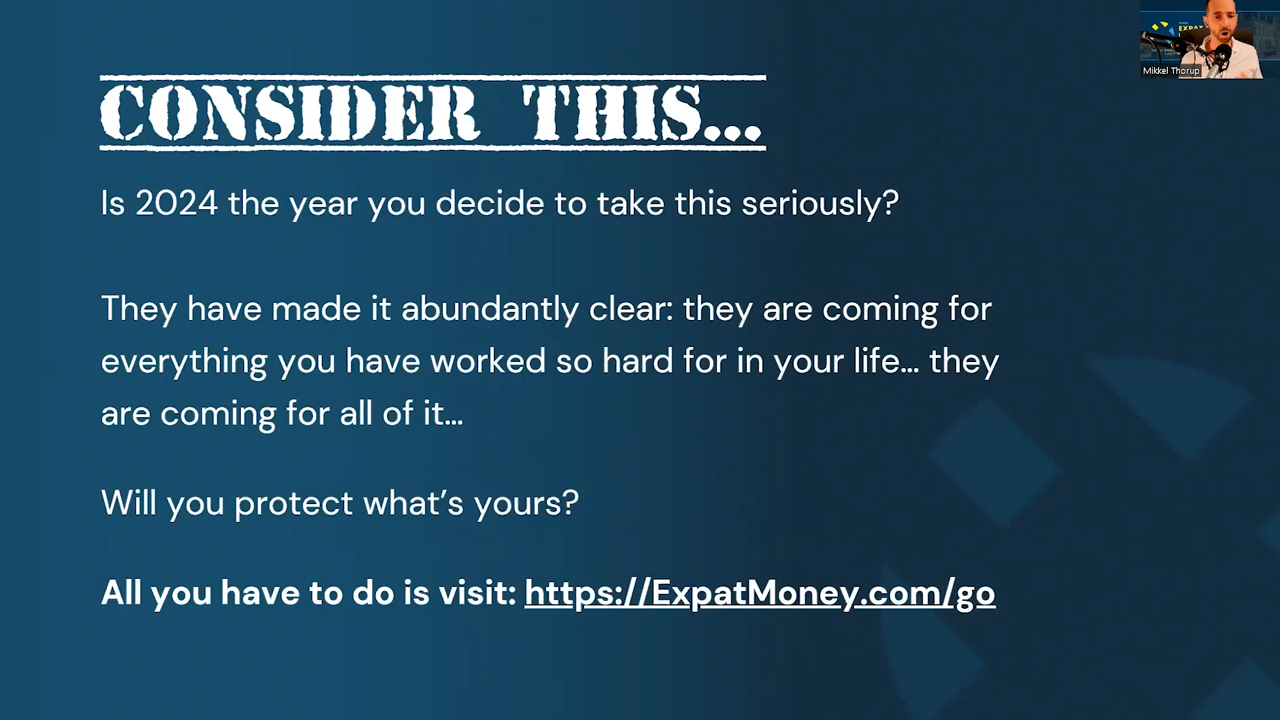 EXPAT
Mikkel Thorup
CONSIDER THIS...
Is 2024 the year you decide to take this seriously?
They have made it abundantly clear: they are coming for
everything you have worked so hard for in your life... they
are coming for all of it...
Will you protect what's yours?
All you have to do is visit: https://ExpatMoney.com/go